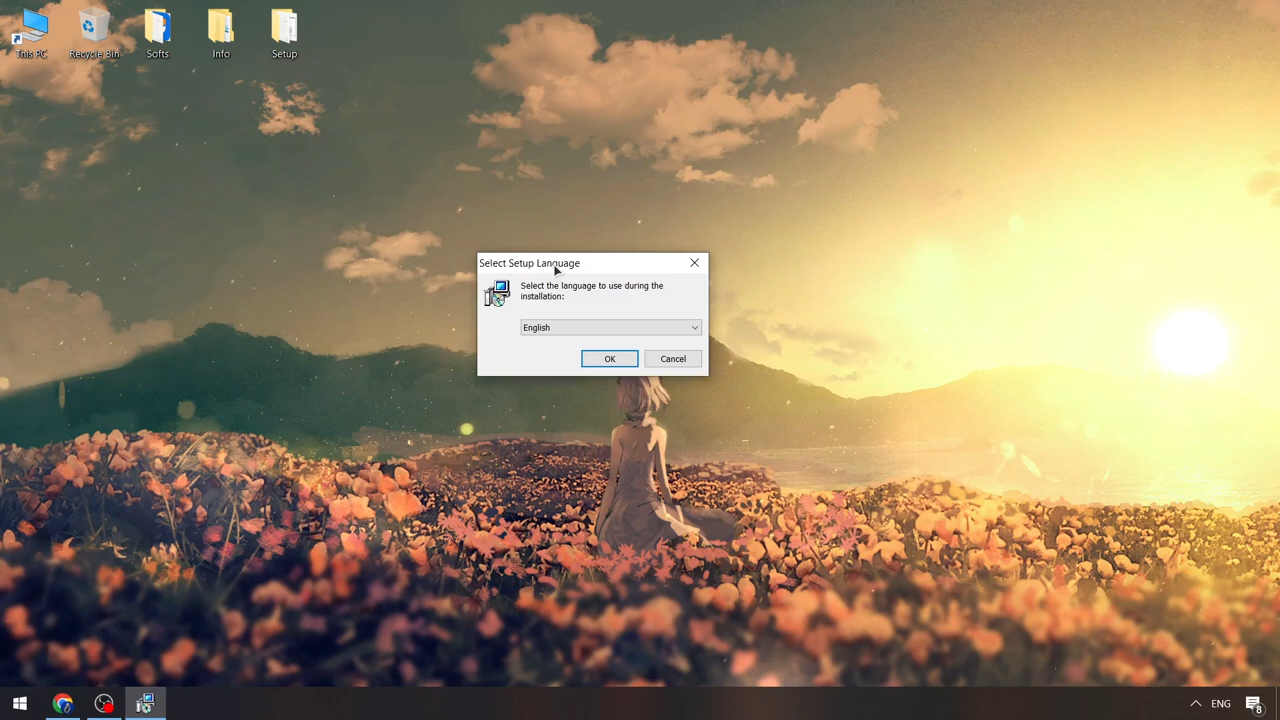 This PC
Recycle Bin
Softs
Info
Setup
Select Setup Language
Select the language to use during the
installation:
English
OK
Cancel
ENG
8